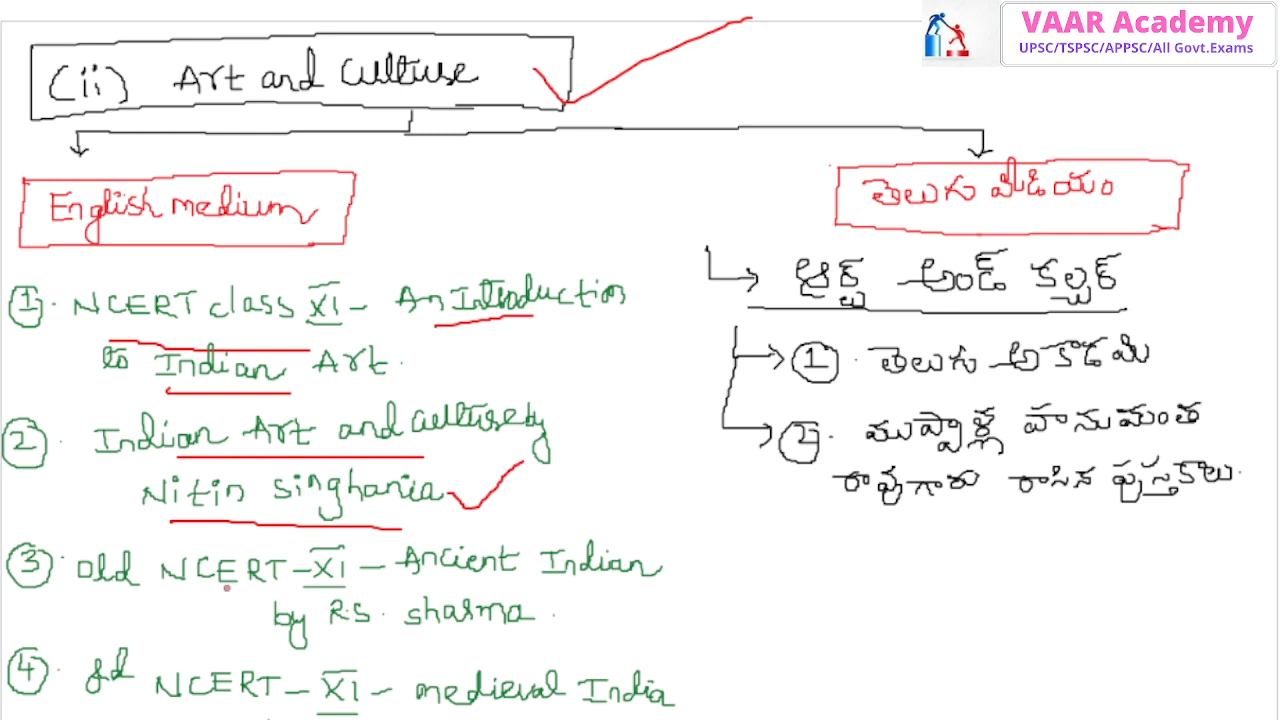 VAAR Academy
UPSC/TSPSC/APPSC/All Govt.Exams
(ii) Art and Culture
English medium
① NCERT class XI - An Introduction
to Indian Art.
② Indian Art and culture by
Nitin singhania
③ old NCERT - XI - Ancient Indian
by R.S. sharma.
④ old NCERT - XI - medieval India
తెలుగు మీడియం
ఆర్ట్ అండ్ కల్చర్
① తెలుగు అకాడమి
② ముప్పాళ్ల హనుమంత
రావుగారు రాసిన పుస్తకాలు.